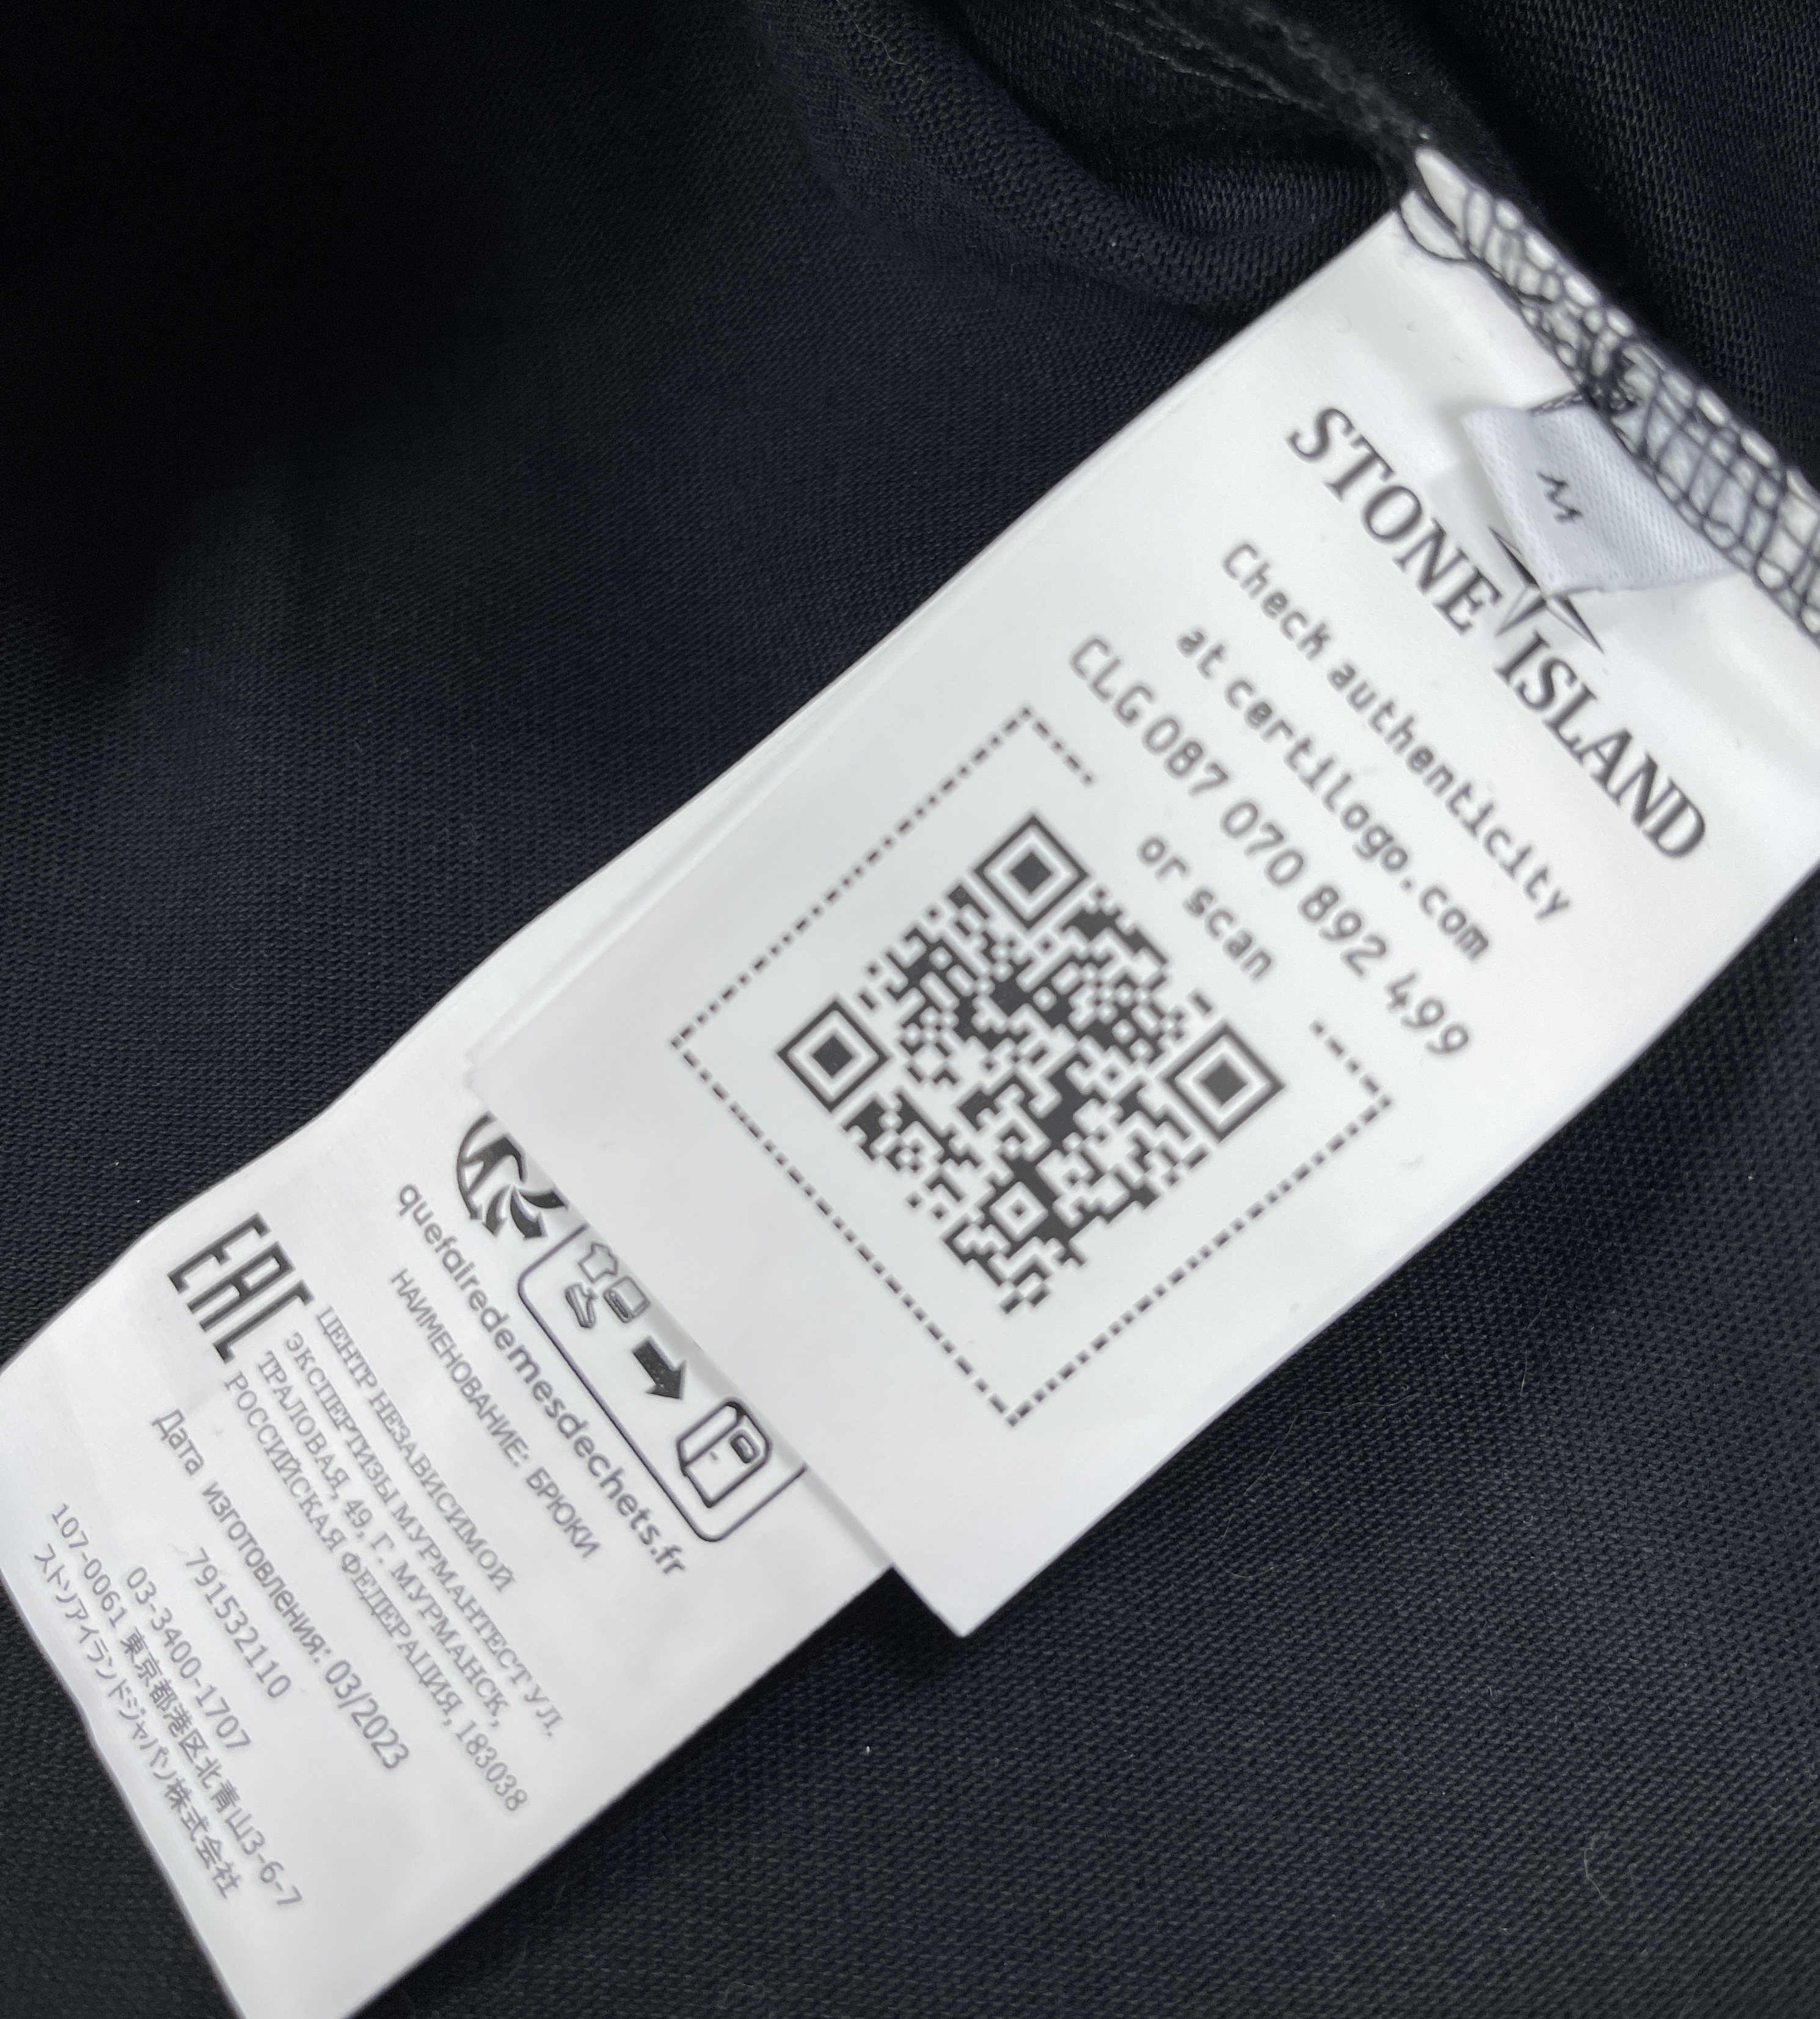 M
STONE ISLAND
Check authenticity
at certilogo.com
CLG 087 070 892 499
or scan
quefairedemesdechets.fr
НАИМЕНОВАНИЕ: БРЮКИ
EAC
ЦЕНТР НЕЗАВИСИМОЙ
ЭКСПЕРТИЗЫ МУРМАНТЕСТ УЛ.
ТРАЛОВАЯ, 49, Г. МУРМАНСК,
РОССИЙСКАЯ ФЕДЕРАЦИЯ, 183038
Дата изготовления: 03/2023
791532110
03-3400-1707
107-0061 東京都港区北青山3-6-7
ストンアイランドジャパン株式会社